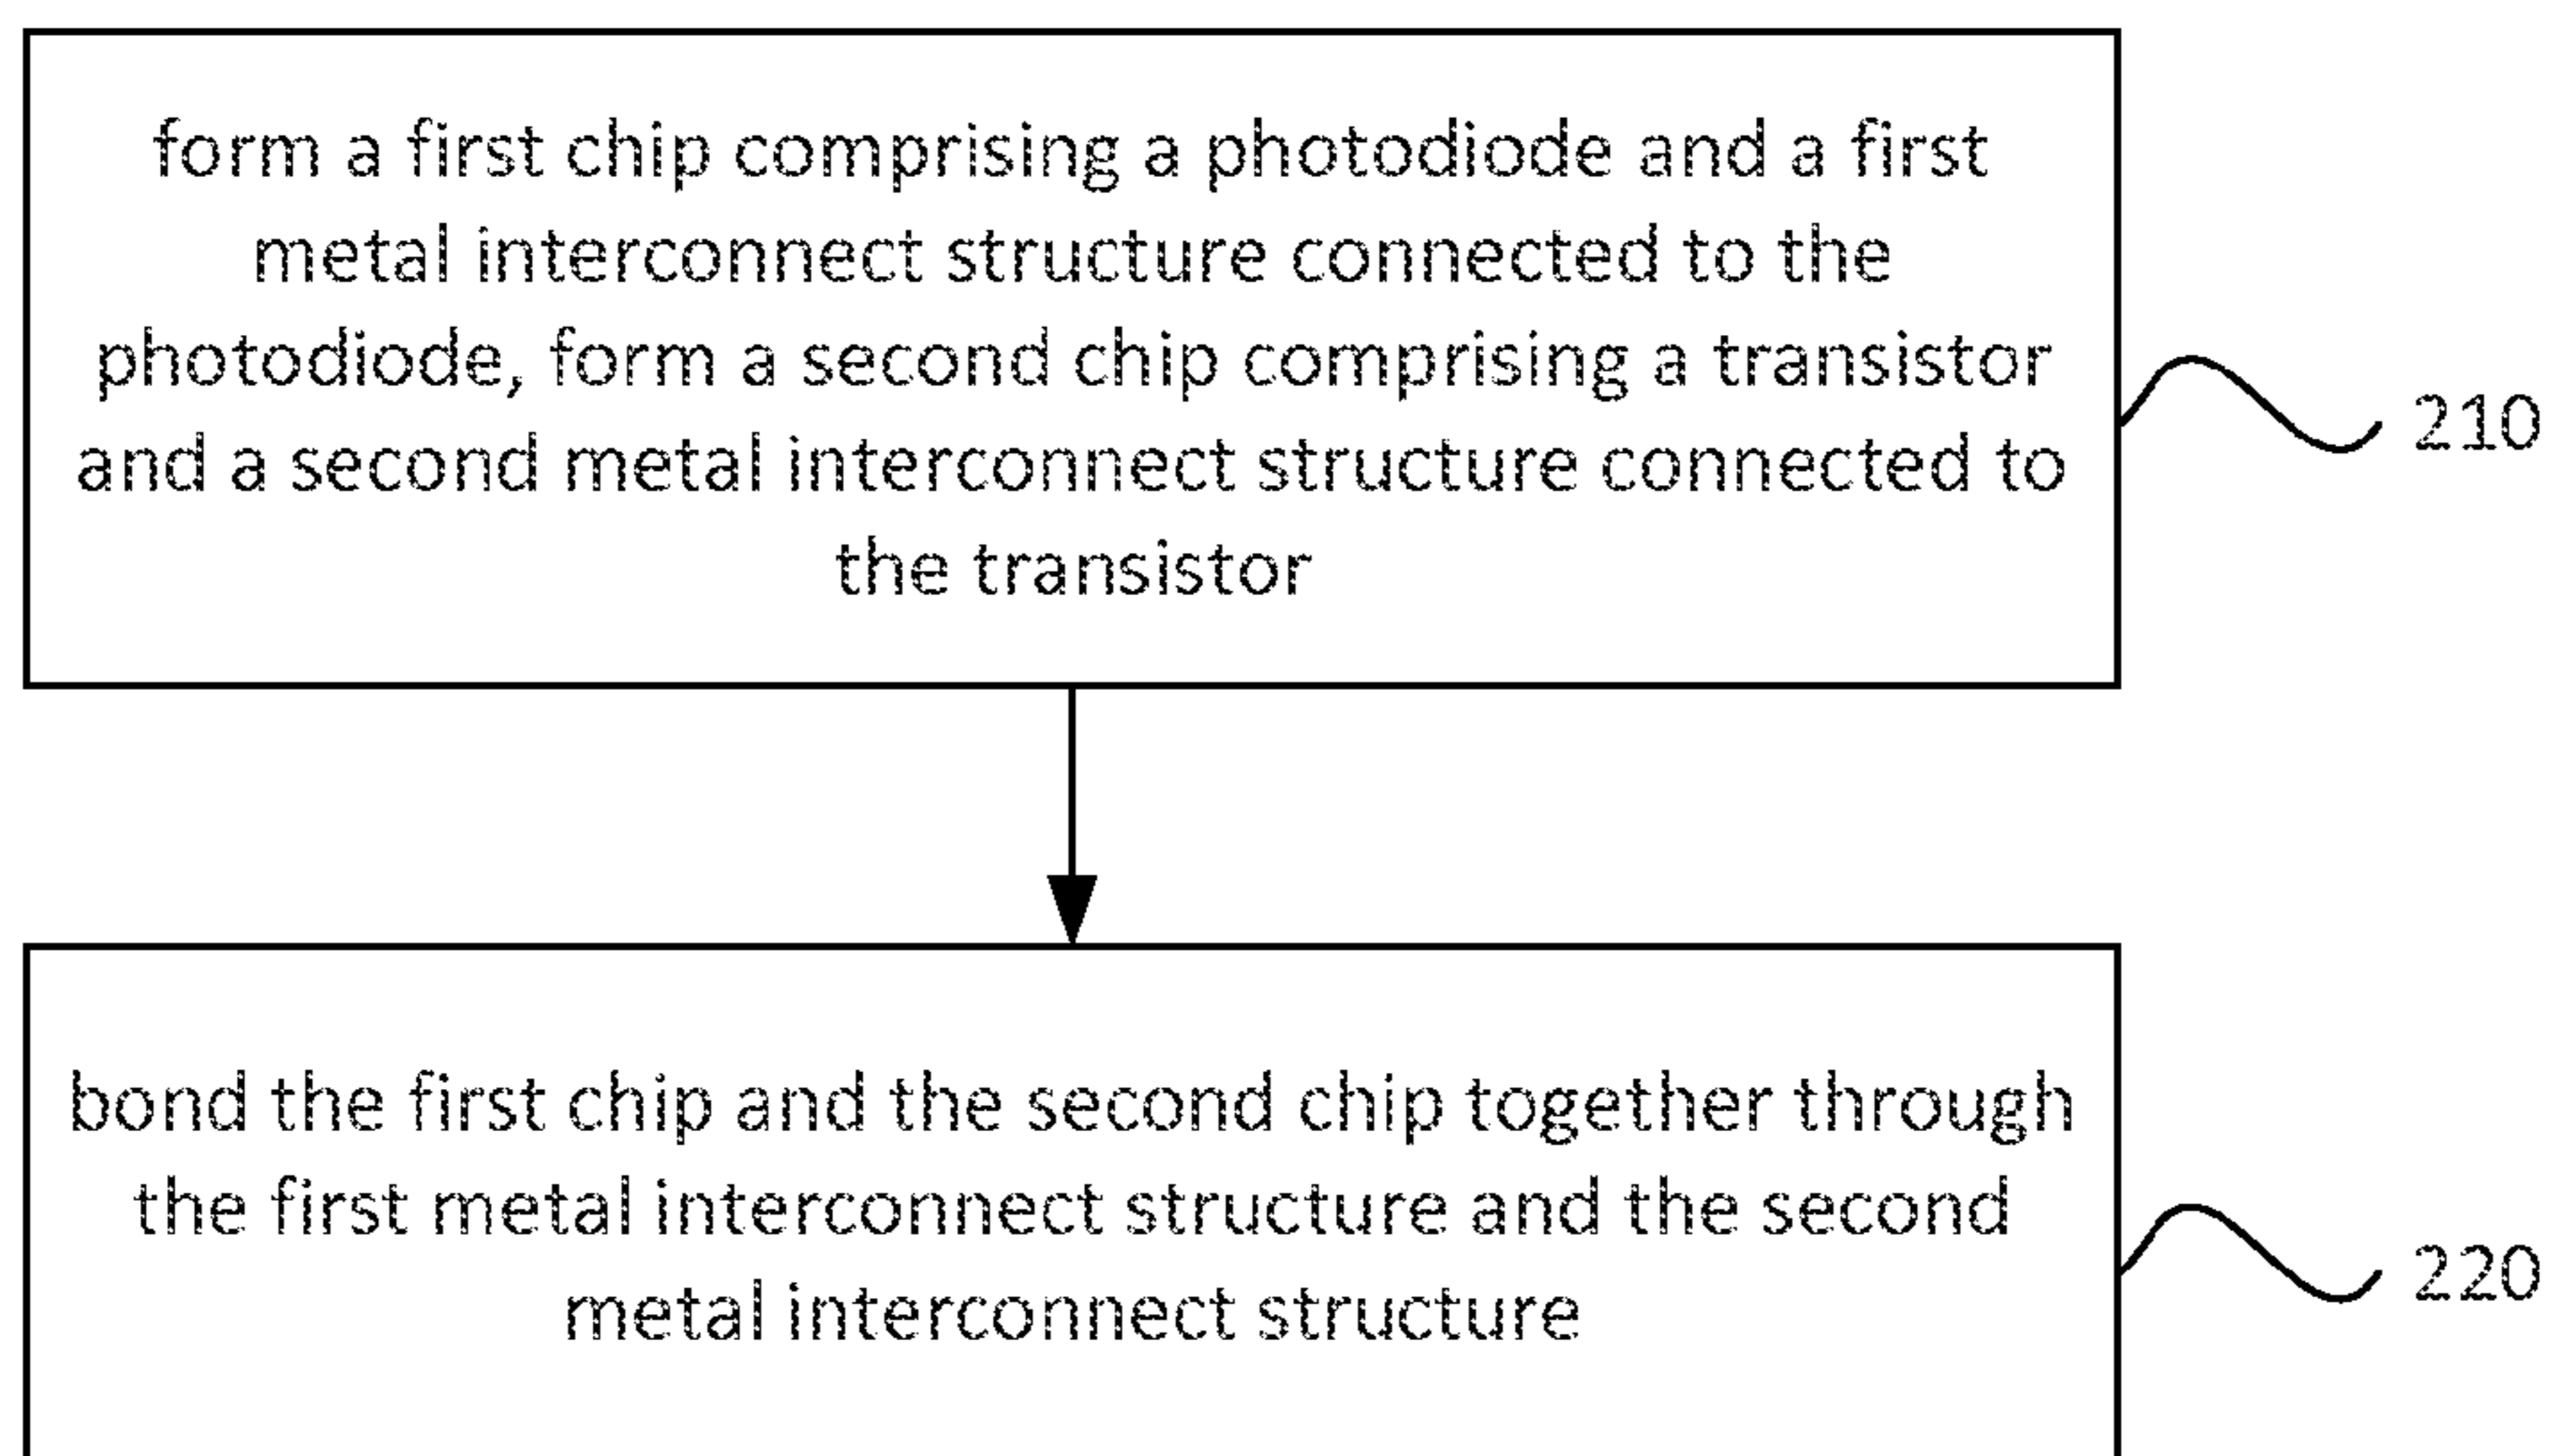 form a first chip comprising a photodiode and a first
metal interconnect structure connected to the
photodiode, form a second chip comprising a transistor
and a second metal interconnect structure connected to
the transistor
210
bond the first chip and the second chip together through
the first metal interconnect structure and the second
metal interconnect structure
220